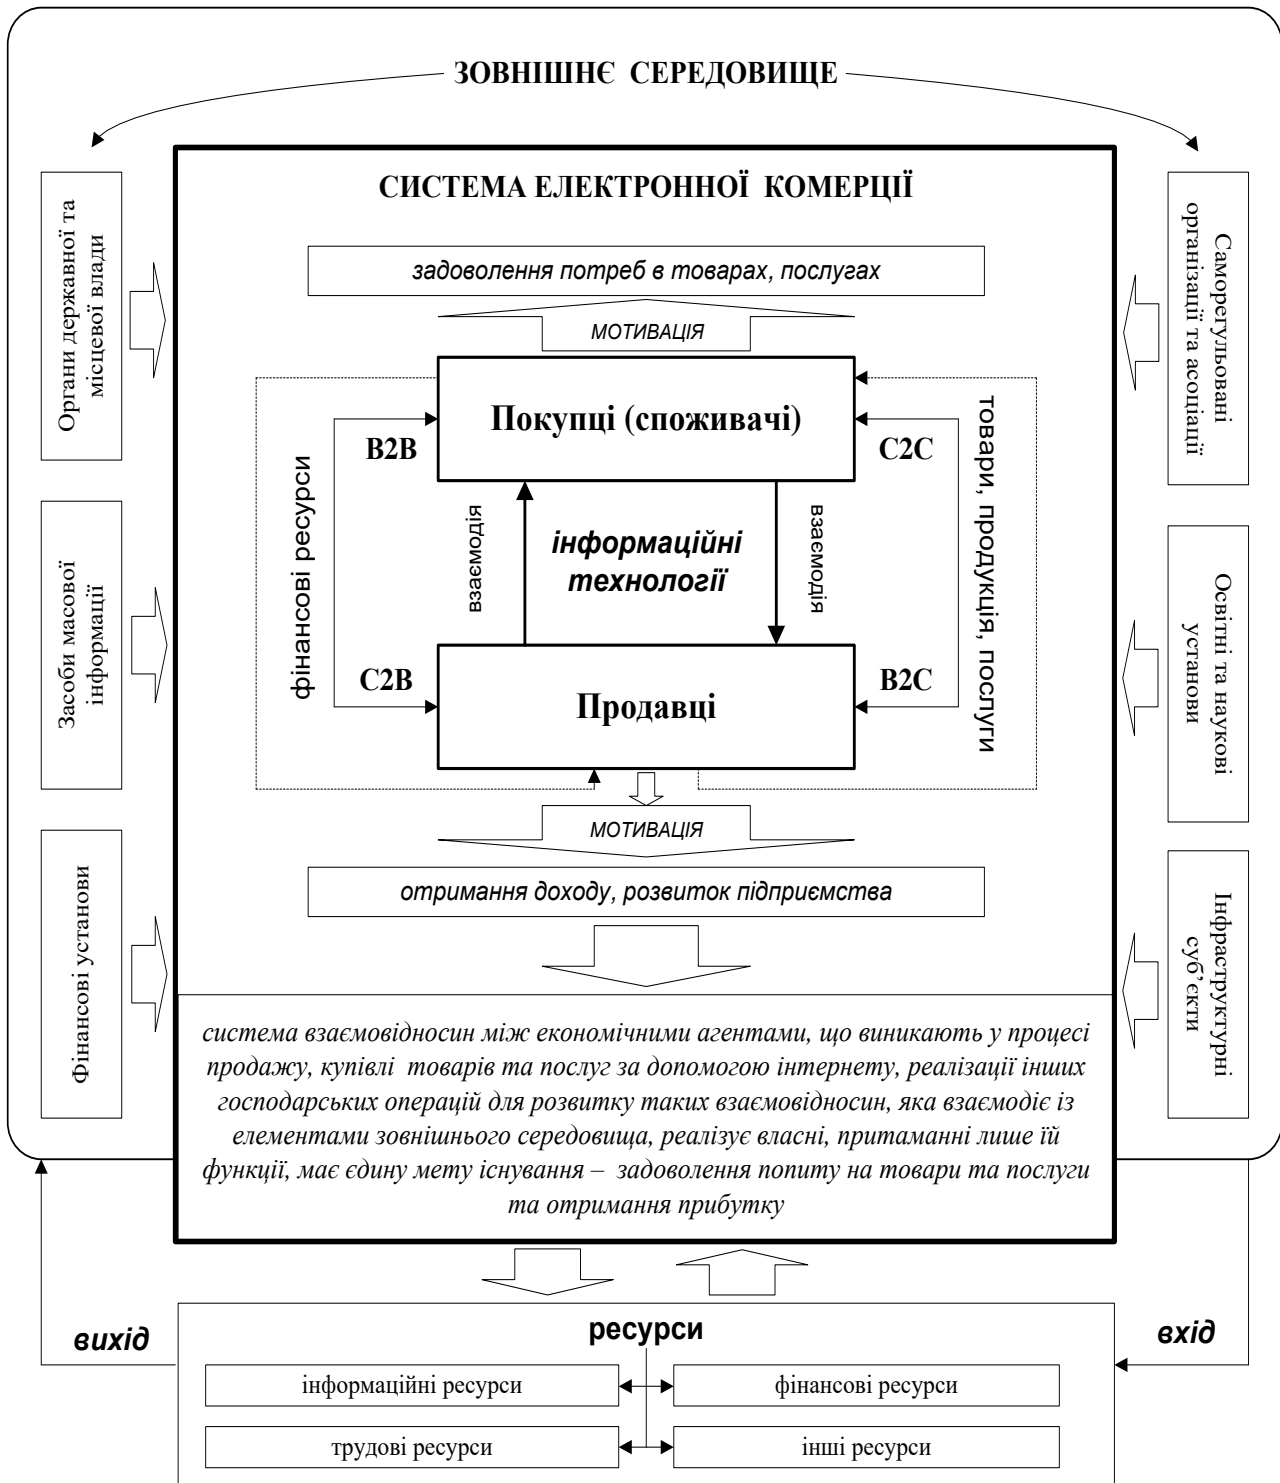 ЗОВНІШНЄ СЕРЕДОВИЩЕ
СИСТЕМА ЕЛЕКТРОННОЇ КОМЕРЦІЇ
Органи державної та
місцевої влади
Засоби масової
інформації
Фінансові установи
задоволення потреб в товарах, послугах
МОТИВАЦІЯ
Покупці (споживачі)
B2B
C2C
фінансові ресурси
взаємодія
інформаційні
технології
взаємодія
товари, продукція, послуги
C2B
B2C
Продавці
МОТИВАЦІЯ
отримання доходу, розвиток підприємства
Саморегульовані
організації та асоціації
Освітні та наукові
установи
Інфраструктурні
суб’єкти
система взаємовідносин між економічними агентами, що виникають у процесі
продажу, купівлі товарів та послуг за допомогою інтернету, реалізації інших
господарських операцій для розвитку таких взаємовідносин, яка взаємодіє із
елементами зовнішнього середовища, реалізує власні, притаманні лише їй
функції, має єдину мету існування – задоволення попиту на товари та послуги
та отримання прибутку
вихід
ресурси
вхід
інформаційні ресурси
фінансові ресурси
трудові ресурси
інші ресурси